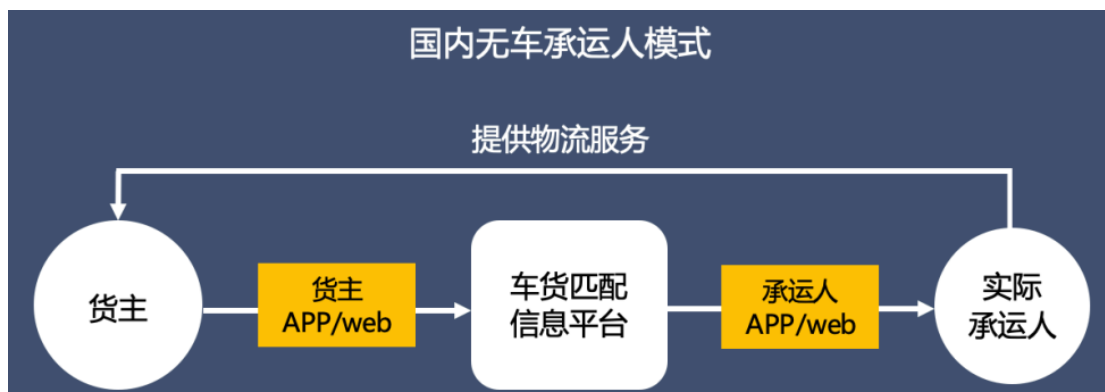 国内无车承运人模式
提供物流服务
货主
货主
APP/web
车货匹配
信息平台
承运人
APP/web
实际
承运人